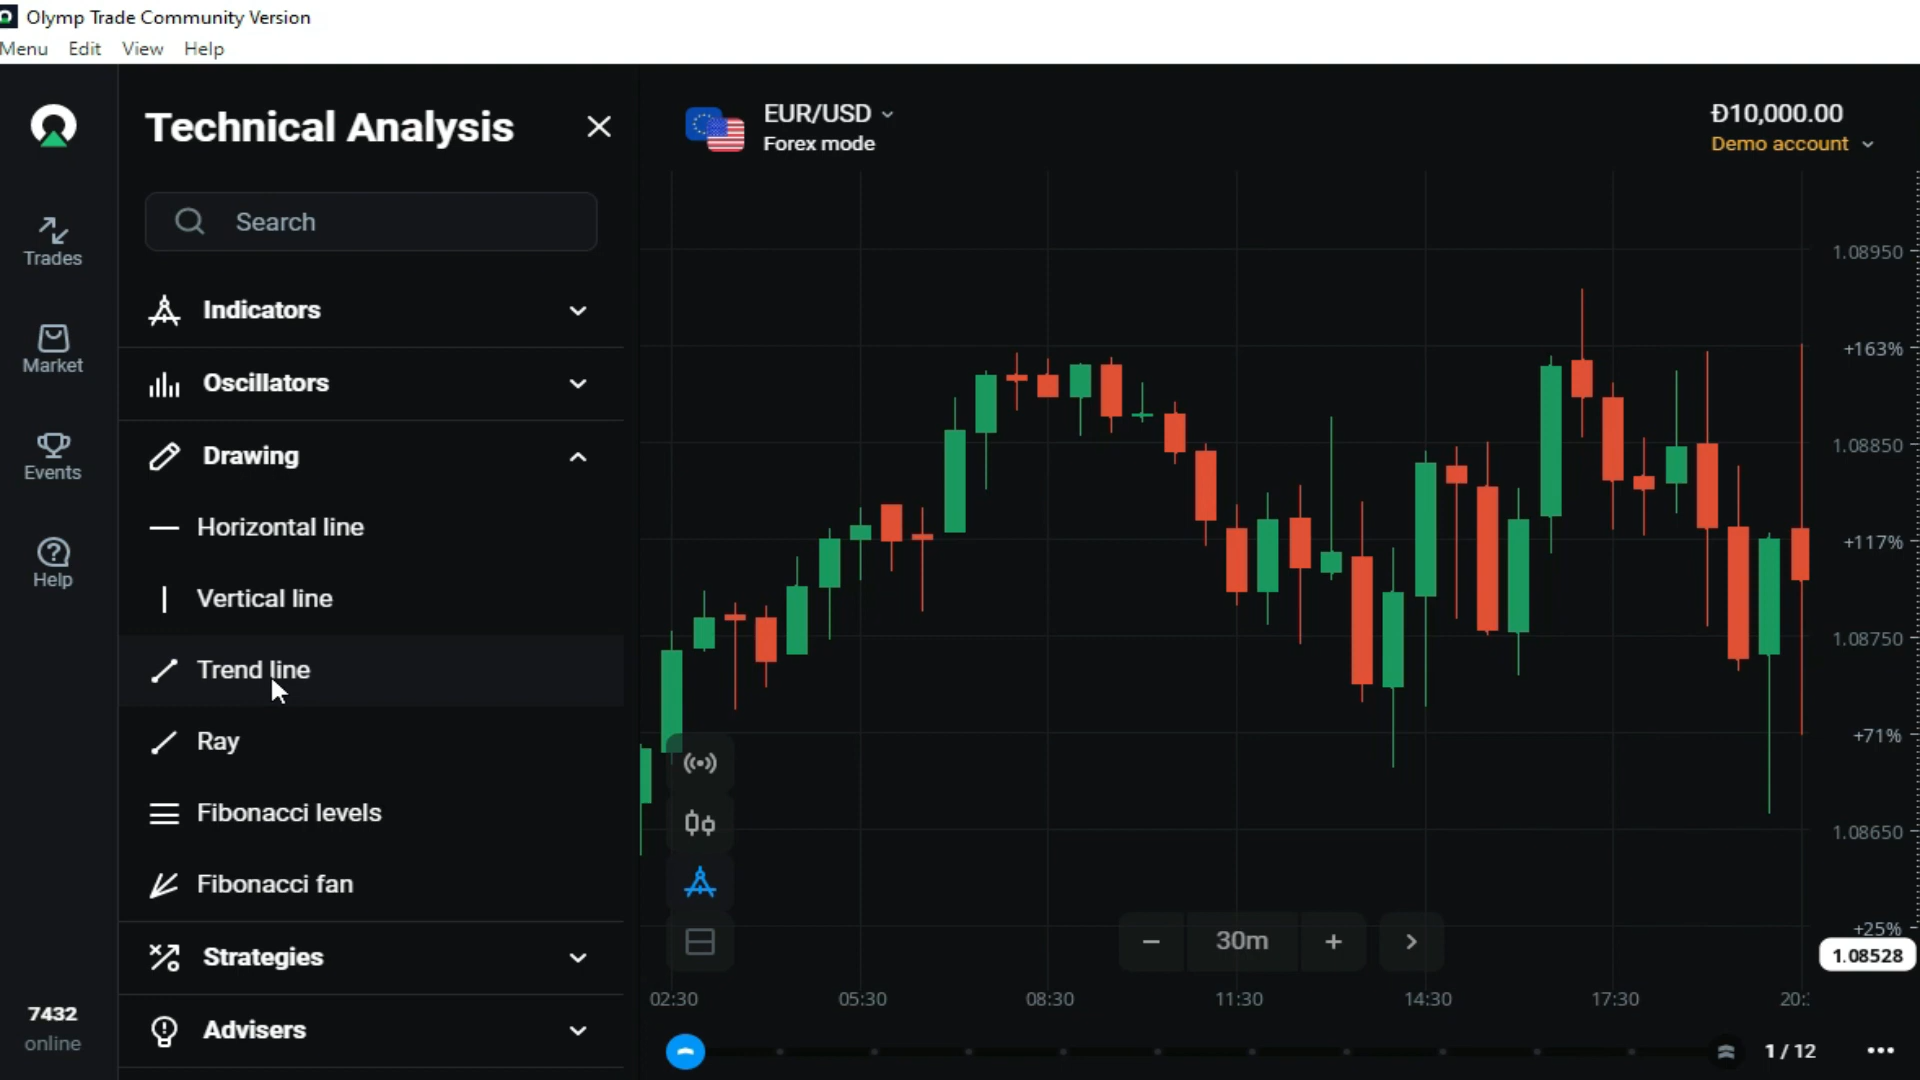 Olymp Trade Community Version
Menu Edit View Help
Technical Analysis
EUR/USD
Forex mode
Đ10,000.00
Demo account
Search
Trades
Market
Events
Help
Indicators
Oscillators
Drawing
Horizontal line
Vertical line
Trend line
Ray
Fibonacci levels
Fibonacci fan
Strategies
Advisers
7432
online
1.08950
+163%
1.08850
+117%
1.08750
+71%
1.08650
+25%
1.08528
30m
02:30 05:30 08:30 11:30 14:30 17:30 20:
1 / 12